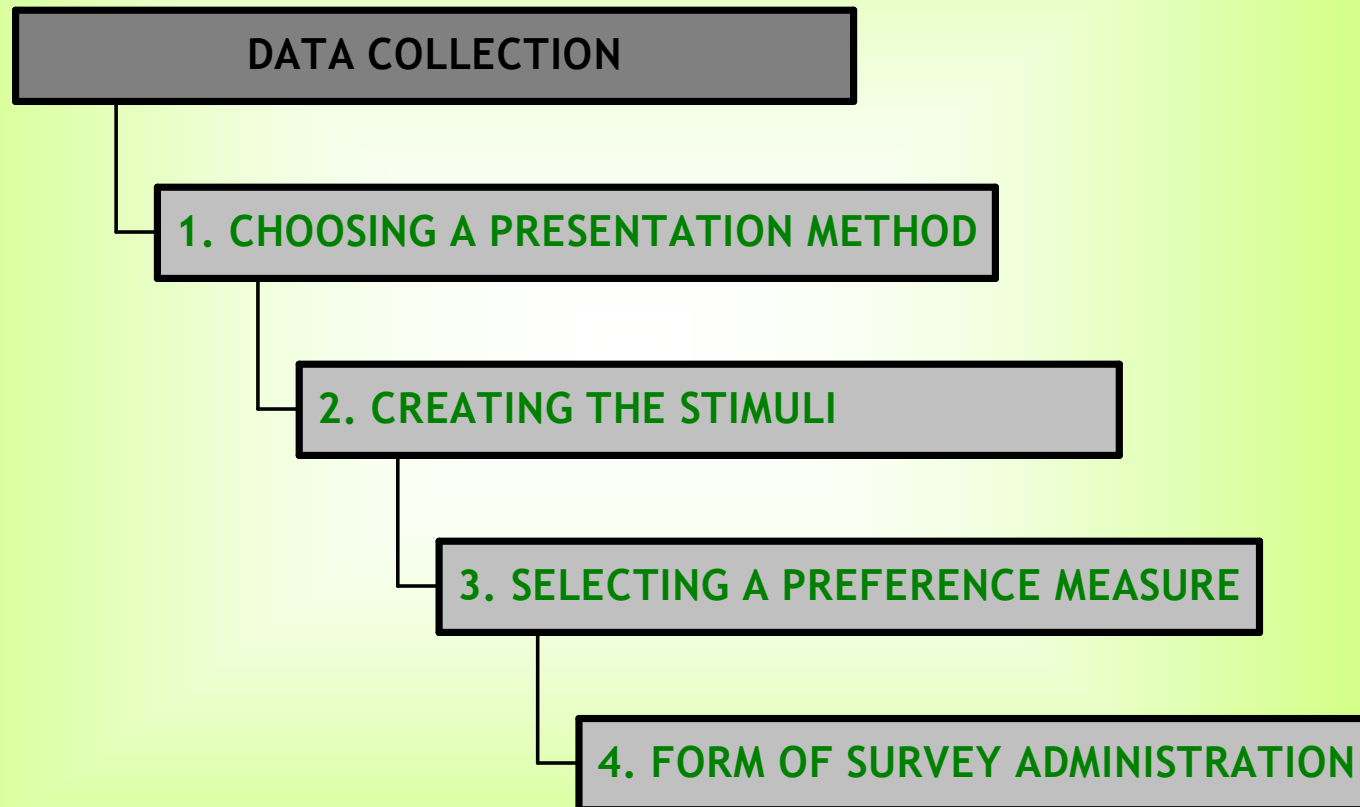 DATA COLLECTION
1. CHOOSING A PRESENTATION METHOD
2. CREATING THE STIMULI
3. SELECTING A PREFERENCE MEASURE
4. FORM OF SURVEY ADMINISTRATION